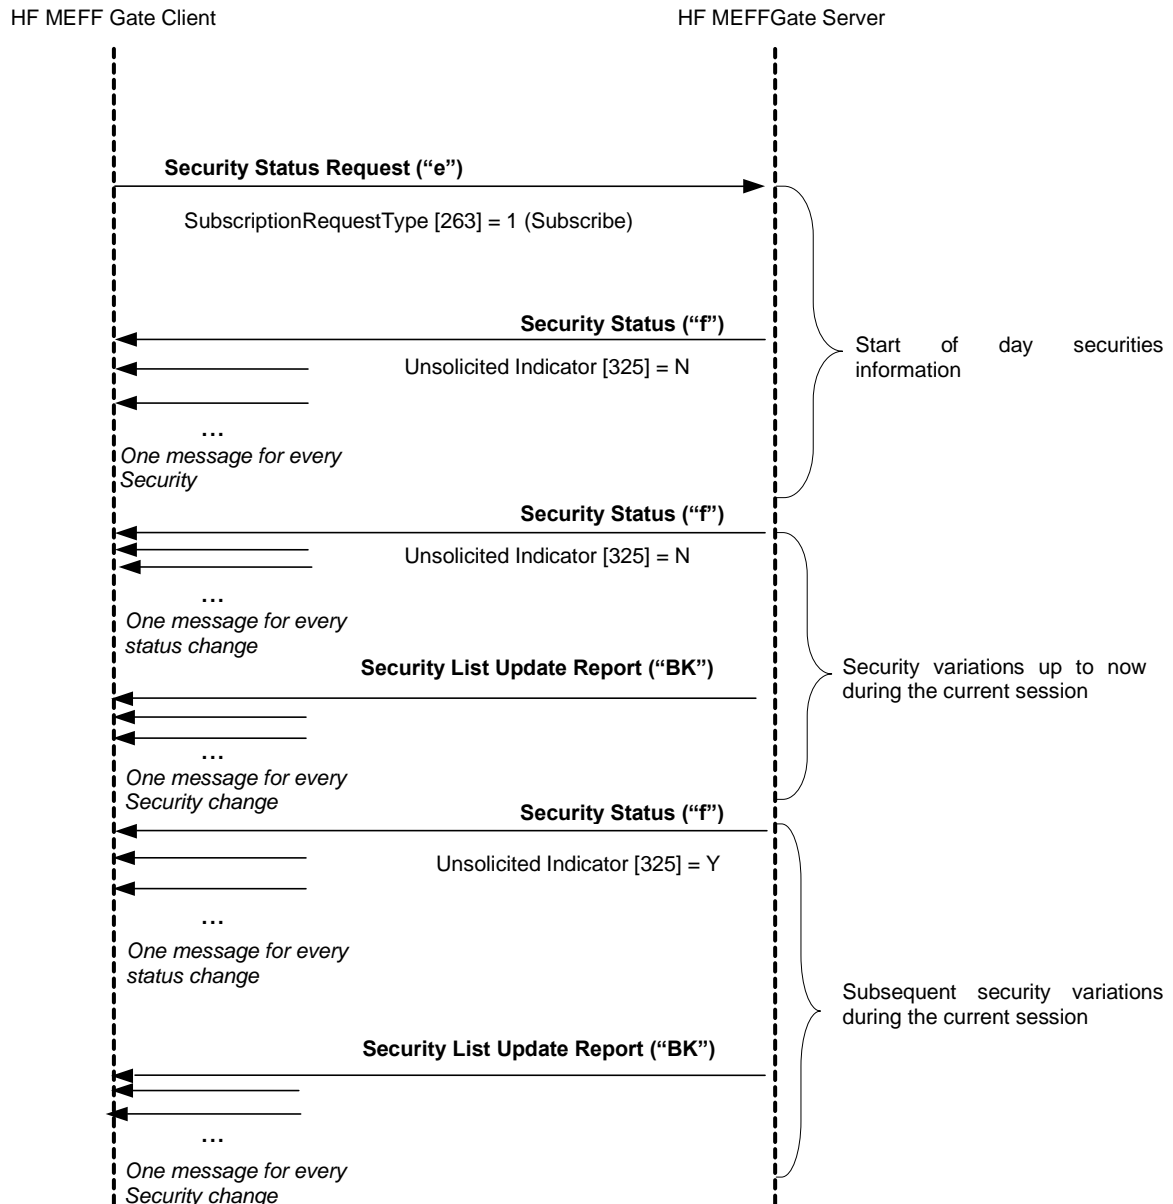 HF MEFF Gate Client
HF MEFFGate Server
Security Status Request (“e”)
SubscriptionRequestType [263] = 1 (Subscribe)
Security Status (“f”)
Unsolicited Indicator [325] = N
Start of day securities
information
...
One message for every
Security
Security Status (“f”)
Unsolicited Indicator [325] = N
...
One message for every
status change
Security List Update Report (“BK”)
Security variations up to now
during the current session
...
One message for every
Security change
Security Status (“f”)
Unsolicited Indicator [325] = Y
...
One message for every
status change
Subsequent security variations
during the current session
Security List Update Report (“BK”)
...
One message for every
Security change